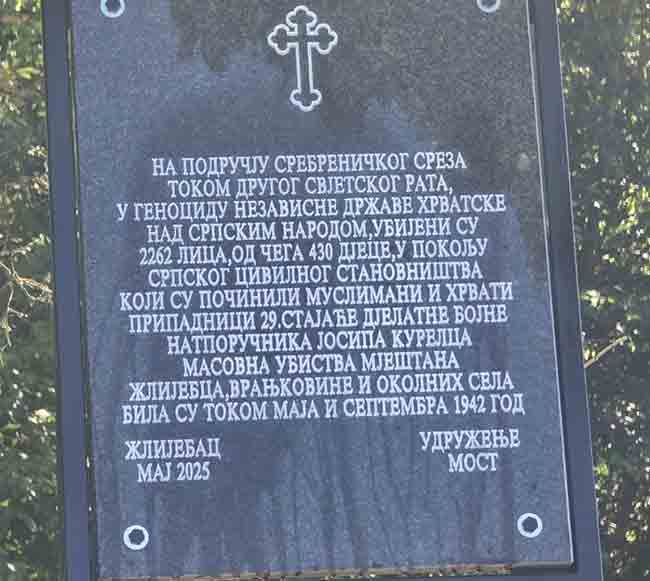 НА ПОДРУЧЈУ СРЕБРЕНИЧКОГ СРЕЗА
ТОКОМ ДРУГОГ СВЈЕТСКОГ РАТА,
У ГЕНОЦИДУ НЕЗАВИСНЕ ДРЖАВЕ ХРВАТСКЕ
НАД СРПСКИМ НАРОДОМ,УБИЈЕНИ СУ
2262 ЛИЦА,ОД ЧЕГА 430 ДЈЕЦЕ,У ПОКОЉУ
СРПСКОГ ЦИВИЛНОГ СТАНОВНИШТВА
КОЈИ СУ ПОЧИНИЛИ МУСЛИМАНИ И ХРВАТИ
ПРИПАДНИЦИ 29.СТАЈАЋЕ ДЈЕЛАТНЕ БОЈНЕ
НАТПОРУЧНИКА ЈОСИПА КУРЕЛЦА
МАСОВНА УБИСТВА МЈЕШТАНА
ЖЛИЈЕБЦА,ВРАЊКОВИНЕ И ОКОЛНИХ СЕЛА
БИЛА СУ ТОКОМ МАЈА И СЕПТЕМБРА 1942 ГОД
ЖЛИЈЕБАЦ УДРУЖЕЊЕ
МАЈ 2025 МОСТ